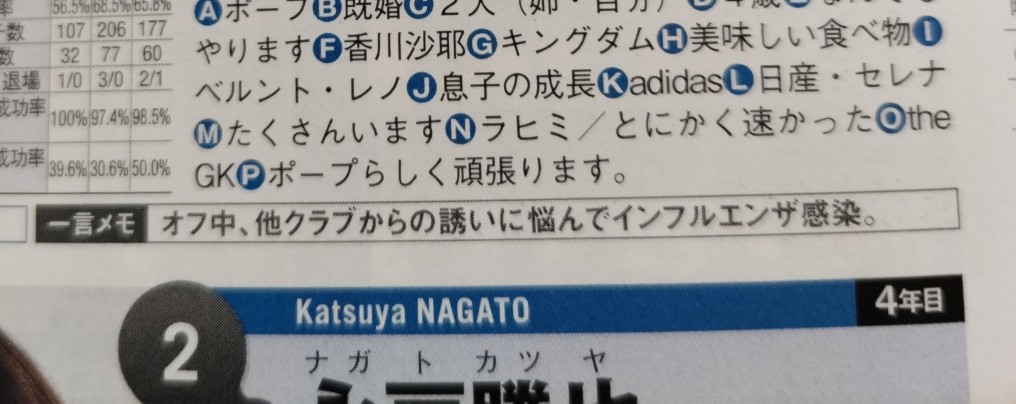 56.5% 68.5% 65.8%
107 206 177
32 77 60
退場 1/0 3/0 2/1
成功率 100% 97.4% 98.5%
成功率 39.6% 30.6% 50.0%
Aポープ B既婚 C2人
やります F香川沙耶 Gキングダム H美味しい食べ物 I
ベルント・レノ J息子の成長 Kadidas L日産・セレナ
Mたくさんいます Nラヒミ/とにかく速かった Othe
GK Pポープらしく頑張ります。
一言メモ オフ中、他クラブからの誘いに悩んでインフルエンザ感染。
2 Katsuya NAGATO 4年目
ナガト カツヤ